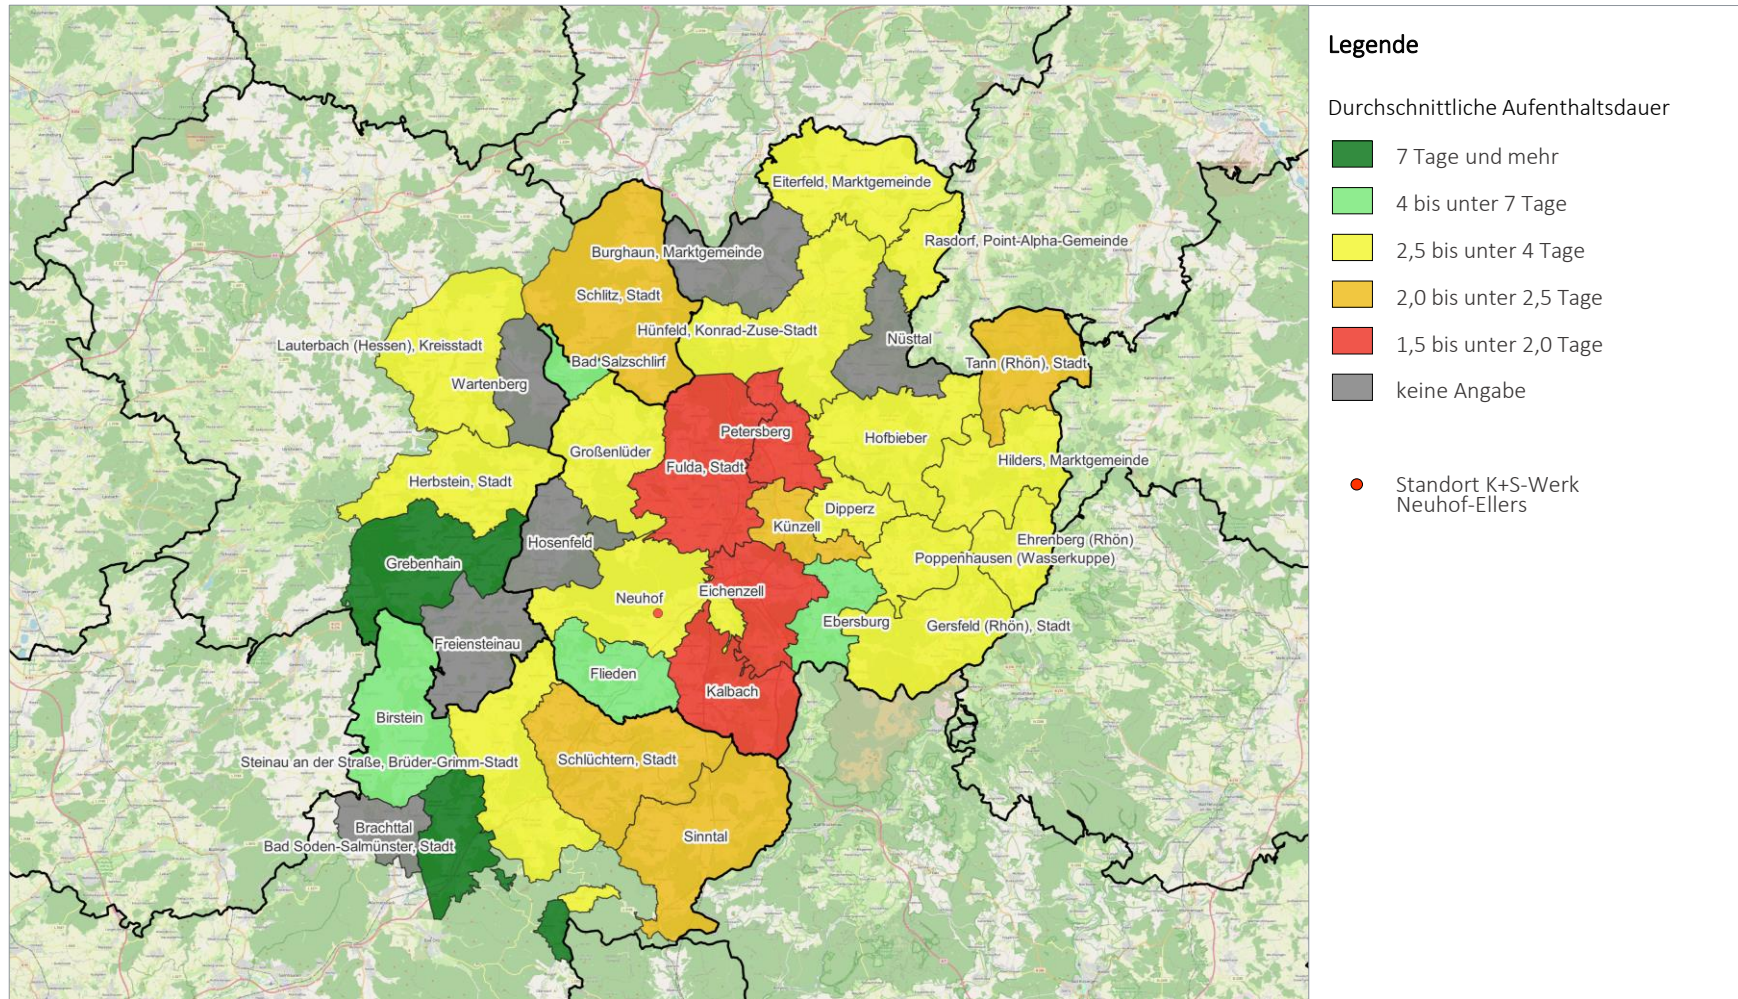 Eiterfeld, Marktgemeinde
Rasdorf, Point-Alpha-Gemeinde
Burghaun, Marktgemeinde
Schlitz, Stadt
Hünfeld, Konrad-Zuse-Stadt
Nüsttal
Lauterbach (Hessen), Kreisstadt
Bad Salzschlirf
Tann (Rhön), Stadt
Wartenberg
Petersberg
Hofbieber
Großenlüder
Fulda, Stadt
Hilders, Marktgemeinde
Herbstein, Stadt
Dipperz
Künzell
Hosenfeld
Ehrenberg (Rhön)
Poppenhausen (Wasserkuppe)
Grebenhain
Eichenzell
Neuhof
Ebersburg
Gersfeld (Rhön), Stadt
Freiensteinau
Flieden
Kalbach
Birstein
Steinau an der Straße, Brüder-Grimm-Stadt
Schlüchtern, Stadt
Brachttal
Sinntal
Bad Soden-Salmünster, Stadt
Legende
Durchschnittliche Aufenthaltsdauer
7 Tage und mehr
4 bis unter 7 Tage
2,5 bis unter 4 Tage
2,0 bis unter 2,5 Tage
1,5 bis unter 2,0 Tage
keine Angabe
Standort K+S-Werk
Neuhof-Ellers